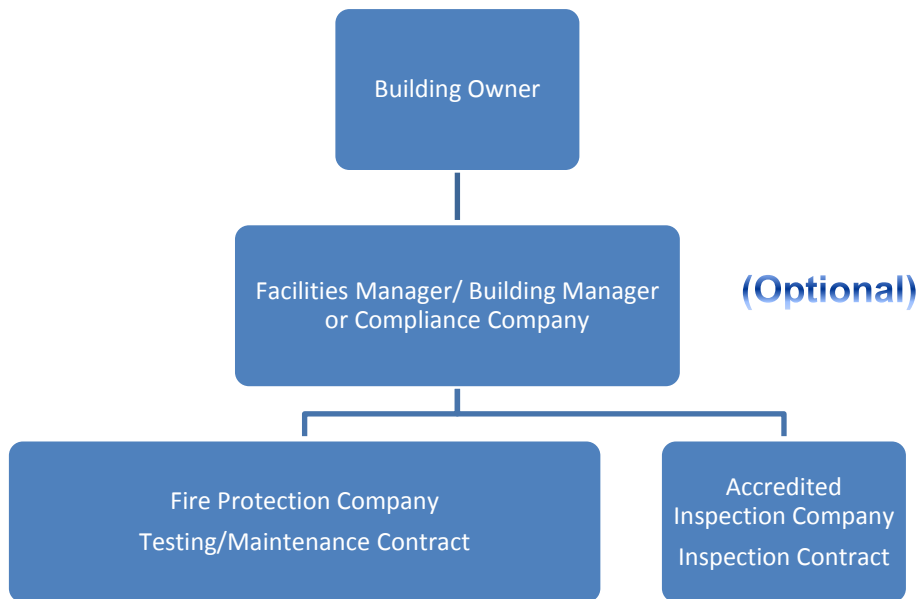 Building Owner
Facilities Manager/ Building Manager
or Compliance Company
(Optional)
Fire Protection Company
Testing/Maintenance Contract
Accredited
Inspection Company
Inspection Contract